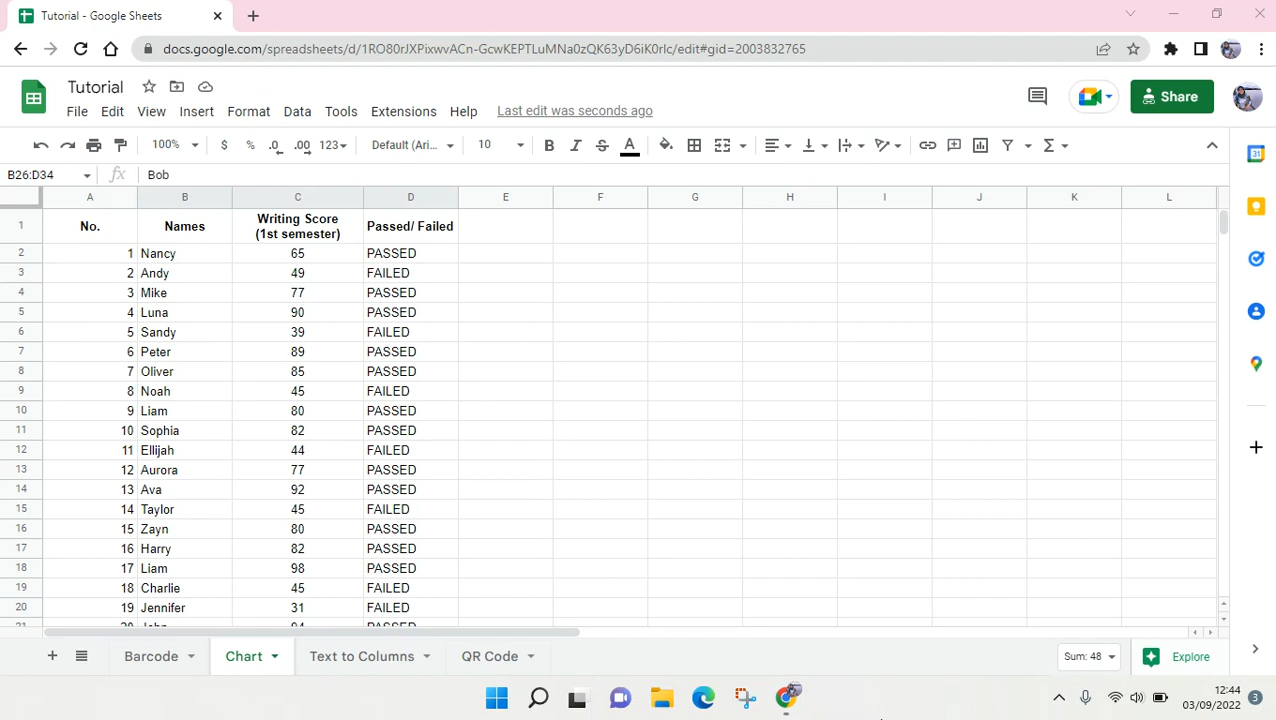 Tutorial - Google Sheets
docs.google.com/spreadsheets/d/1RO80rJXPixwvACn-GcwKEPTLuMNa0zQK63yD6iK0rIc/edit#gid=2003832765
Tutorial
File Edit View Insert Format Data Tools Extensions Help Last edit was seconds ago
Share
100% $ % .0 .00 123 Default (Ari... 10 B I S A
B26:D34 fx Bob
A B C D E F G H I J K L
1 No. Names Writing Score (1st semester) Passed/ Failed
2 1 Nancy 65 PASSED
3 2 Andy 49 FAILED
4 3 Mike 77 PASSED
5 4 Luna 90 PASSED
6 5 Sandy 39 FAILED
7 6 Peter 89 PASSED
8 7 Oliver 85 PASSED
9 8 Noah 45 FAILED
10 9 Liam 80 PASSED
11 10 Sophia 82 PASSED
12 11 Ellijah 44 FAILED
13 12 Aurora 77 PASSED
14 13 Ava 92 PASSED
15 14 Taylor 45 FAILED
16 15 Zayn 80 PASSED
17 16 Harry 82 PASSED
18 17 Liam 98 PASSED
19 18 Charlie 45 FAILED
20 19 Jennifer 31 FAILED
21 20 John 94 PASSED
Barcode Chart Text to Columns QR Code Sum: 48 Explore
12:44
03/09/2022 3